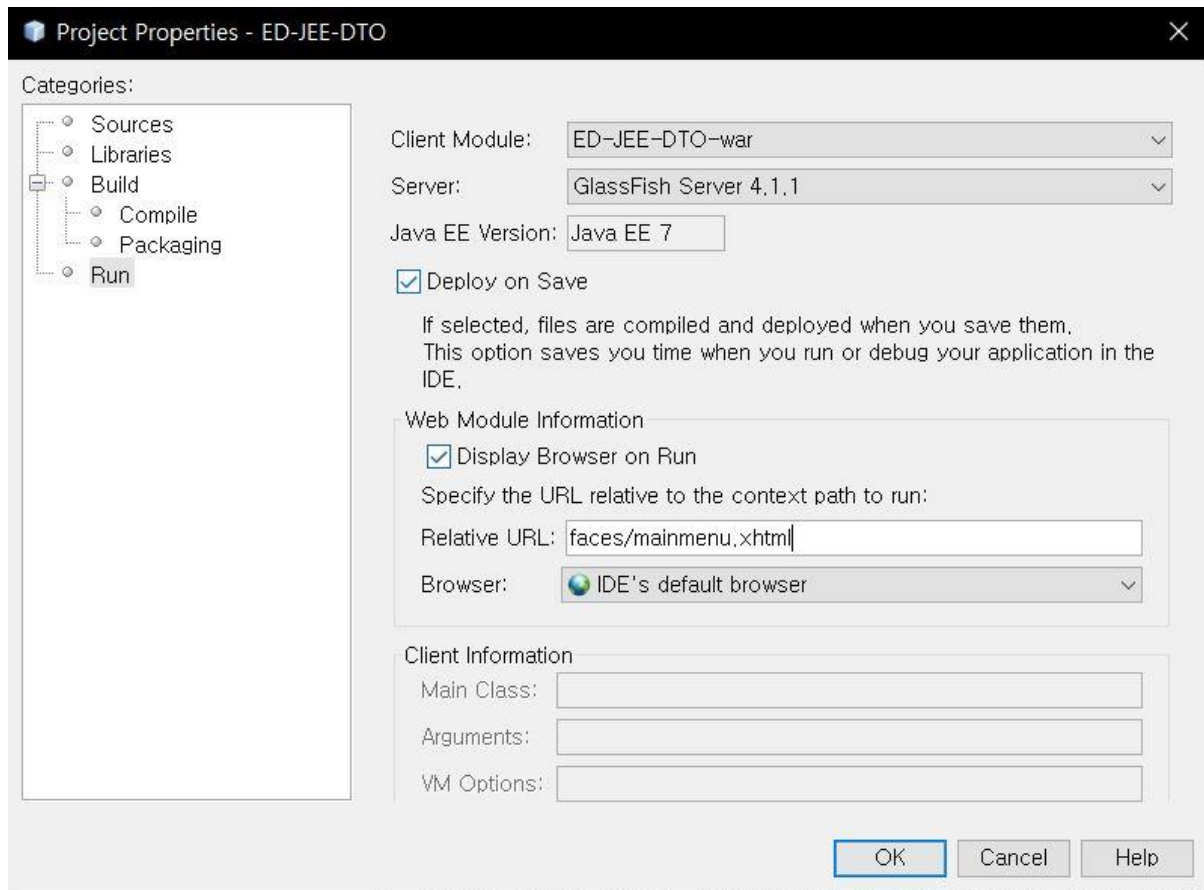 Project Properties - ED-JEE-DTO
Categories:
Sources
Libraries
Build
Compile
Packaging
Run
Client Module: ED-JEE-DTO-war
Server: GlassFish Server 4.1.1
Java EE Version: Java EE 7
Deploy on Save
If selected, files are compiled and deployed when you save them.
This option saves you time when you run or debug your application in the
IDE.
Web Module Information
Display Browser on Run
Specify the URL relative to the context path to run:
Relative URL: faces/mainmenu.xhtml
Browser: IDE's default browser
Client Information
Main Class:
Arguments:
VM Options:
OK Cancel Help